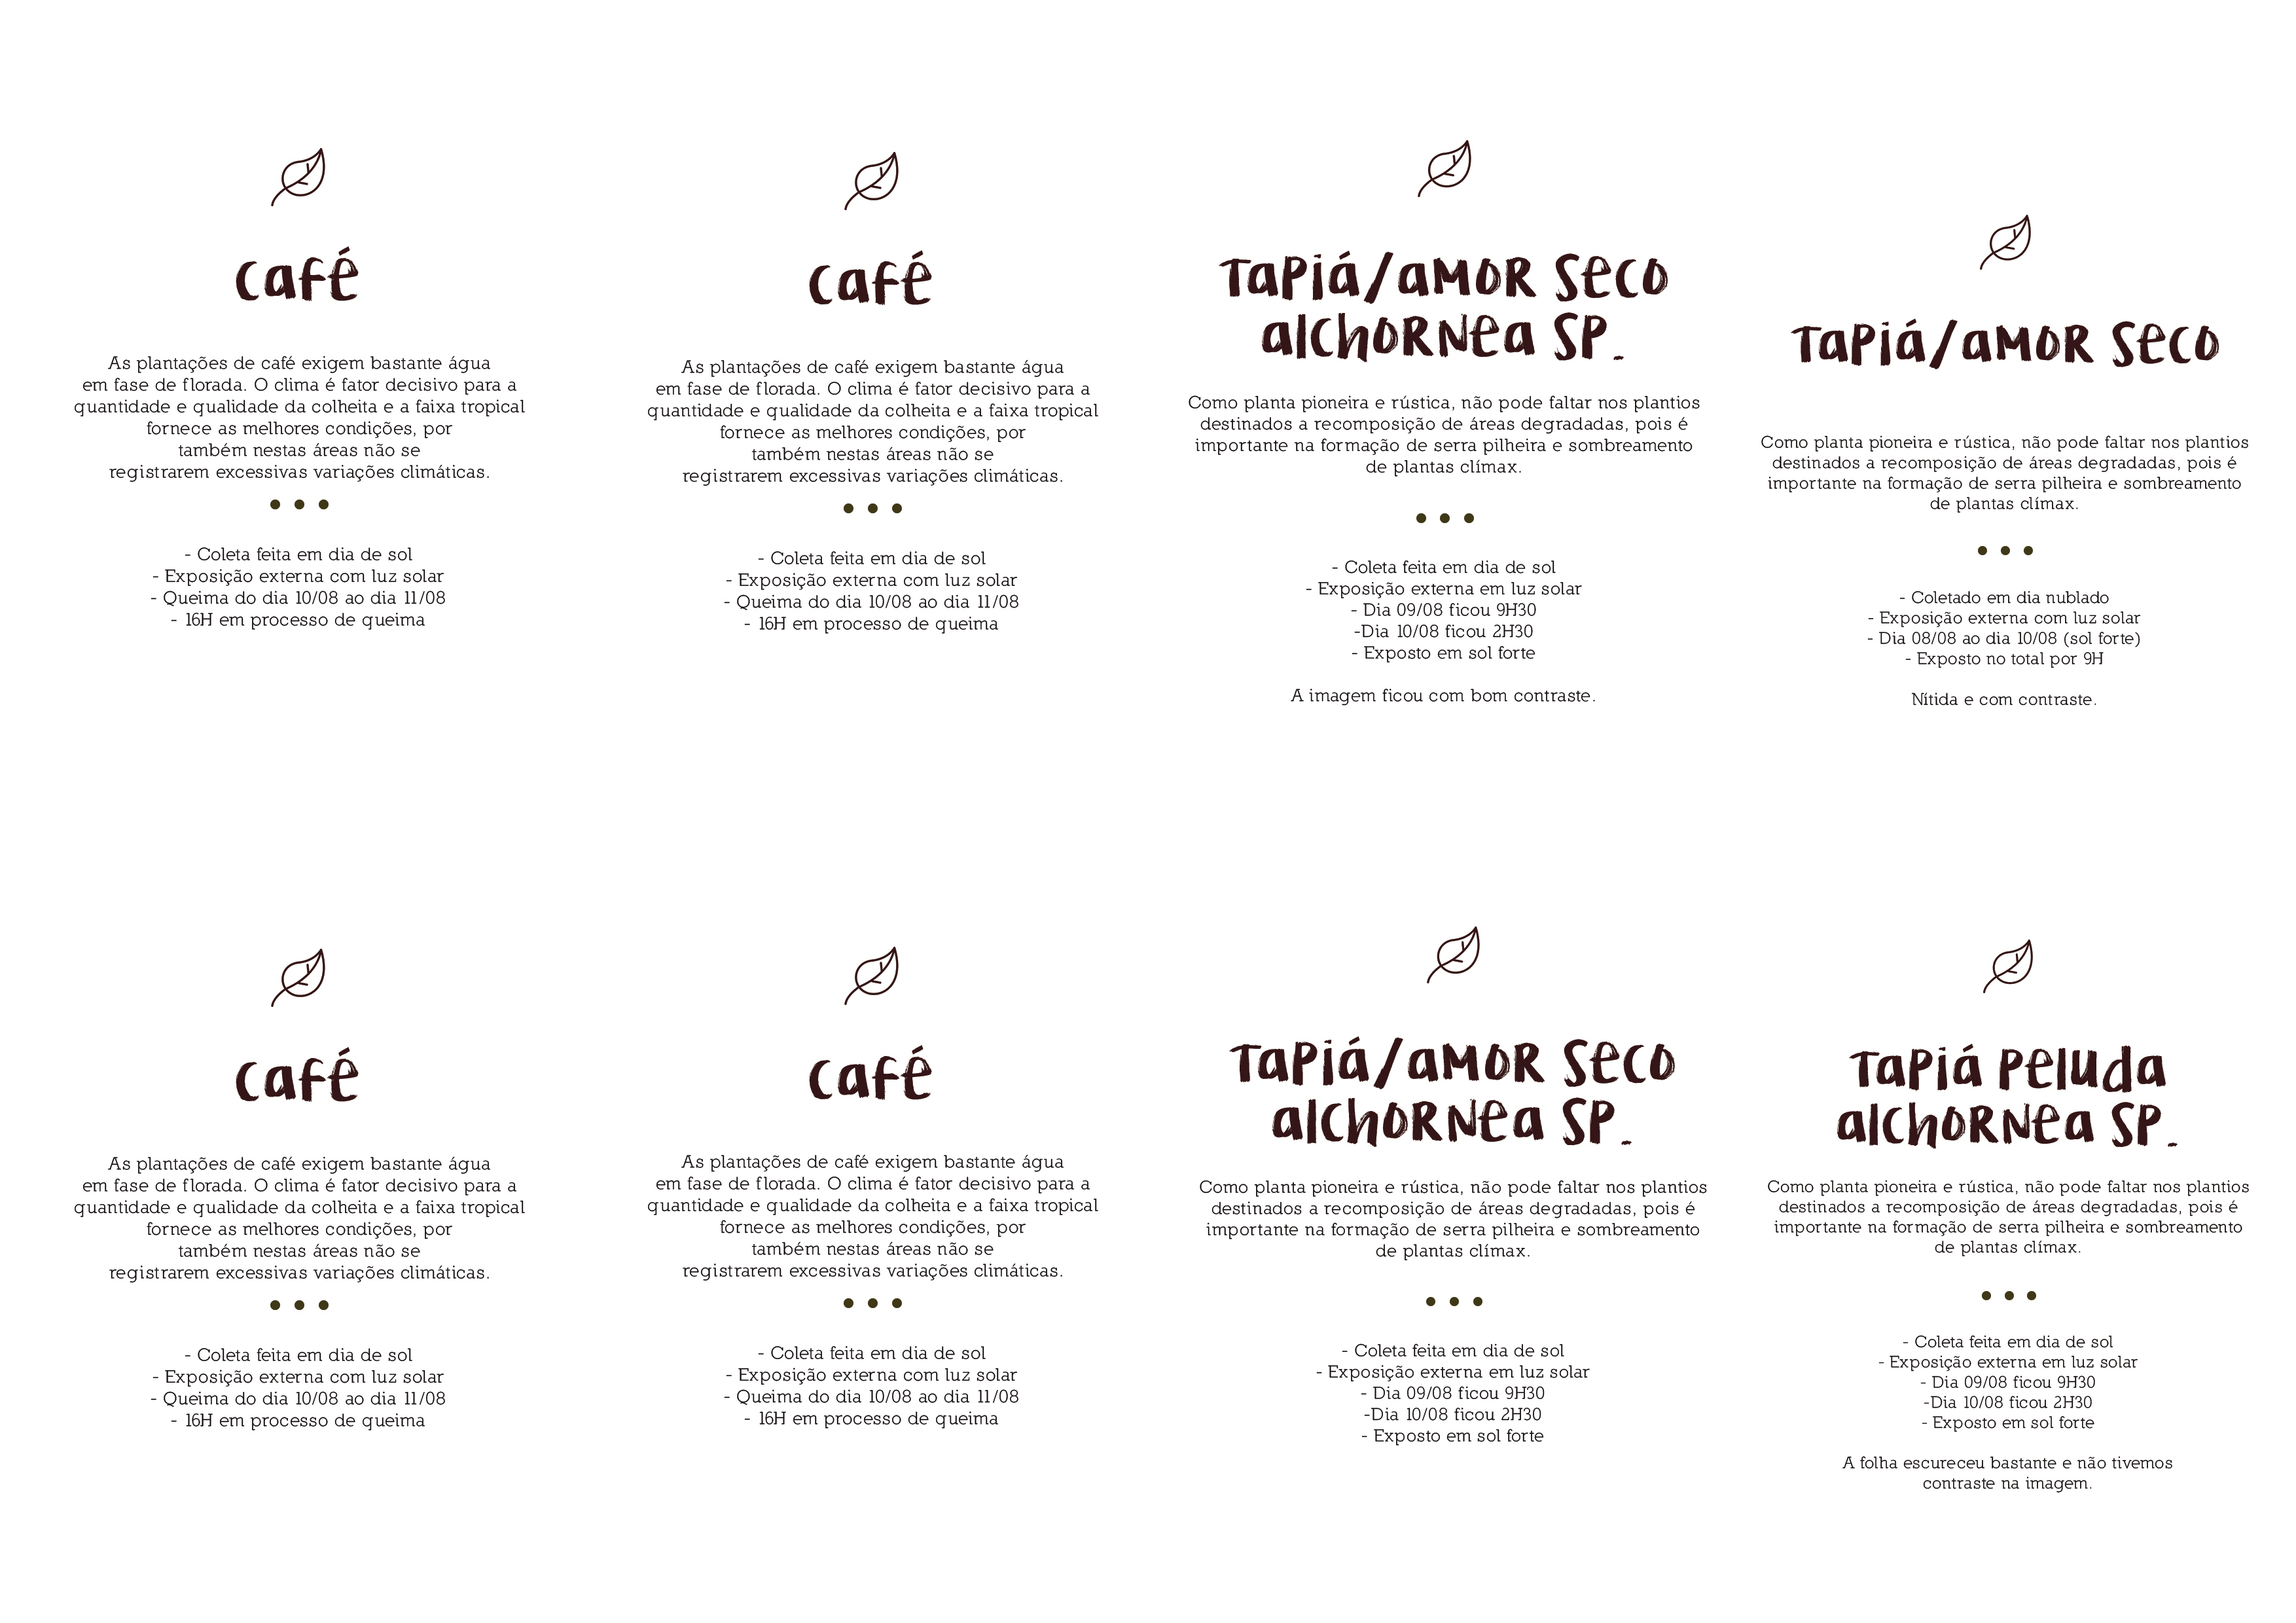 Café
As plantações de café exigem bastante água
em fase de florada. O clima é fator decisivo para a
quantidade e qualidade da colheita e a faixa tropical
fornece as melhores condições, por
também nestas áreas não se
registrarem excessivas variações climáticas.
- Coleta feita em dia de sol
- Exposição externa com luz solar
- Queima do dia 10/08 ao dia 11/08
- 16H em processo de queima
Café
As plantações de café exigem bastante água
em fase de florada. O clima é fator decisivo para a
quantidade e qualidade da colheita e a faixa tropical
fornece as melhores condições, por
também nestas áreas não se
registrarem excessivas variações climáticas.
- Coleta feita em dia de sol
- Exposição externa com luz solar
- Queima do dia 10/08 ao dia 11/08
- 16H em processo de queima
Tapiá/Amor Seco
Alchornea sp.
Como planta pioneira e rústica, não pode faltar nos plantios
destinados a recomposição de áreas degradadas, pois é
importante na formação de serra pilheira e sombreamento
de plantas clímax.
- Coleta feita em dia de sol
- Exposição externa em luz solar
- Dia 09/08 ficou 9H30
-Dia 10/08 ficou 2H30
- Exposto em sol forte
A imagem ficou com bom contraste.
Tapiá/Amor Seco
Como planta pioneira e rústica, não pode faltar nos plantios
destinados a recomposição de áreas degradadas, pois é
importante na formação de serra pilheira e sombreamento
de plantas clímax.
- Coletado em dia nublado
- Exposição externa com luz solar
- Dia 08/08 ao dia 10/08 (sol forte)
- Exposto no total por 9H
Nítida e com contraste.
Café
As plantações de café exigem bastante água
em fase de florada. O clima é fator decisivo para a
quantidade e qualidade da colheita e a faixa tropical
fornece as melhores condições, por
também nestas áreas não se
registrarem excessivas variações climáticas.
- Coleta feita em dia de sol
- Exposição externa com luz solar
- Queima do dia 10/08 ao dia 11/08
- 16H em processo de queima
Café
As plantações de café exigem bastante água
em fase de florada. O clima é fator decisivo para a
quantidade e qualidade da colheita e a faixa tropical
fornece as melhores condições, por
também nestas áreas não se
registrarem excessivas variações climáticas.
- Coleta feita em dia de sol
- Exposição externa com luz solar
- Queima do dia 10/08 ao dia 11/08
- 16H em processo de queima
Tapiá/Amor Seco
Alchornea sp.
Como planta pioneira e rústica, não pode faltar nos plantios
destinados a recomposição de áreas degradadas, pois é
importante na formação de serra pilheira e sombreamento
de plantas clímax.
- Coleta feita em dia de sol
- Exposição externa em luz solar
- Dia 09/08 ficou 9H30
-Dia 10/08 ficou 2H30
- Exposto em sol forte
Tapiá Peluda
Alchornea sp.
Como planta pioneira e rústica, não pode faltar nos plantios
destinados a recomposição de áreas degradadas, pois é
importante na formação de serra pilheira e sombreamento
de plantas clímax.
- Coleta feita em dia de sol
- Exposição externa em luz solar
- Dia 09/08 ficou 9H30
-Dia 10/08 ficou 2H30
- Exposto em sol forte
A folha escureceu bastante e não tivemos
contraste na imagem.